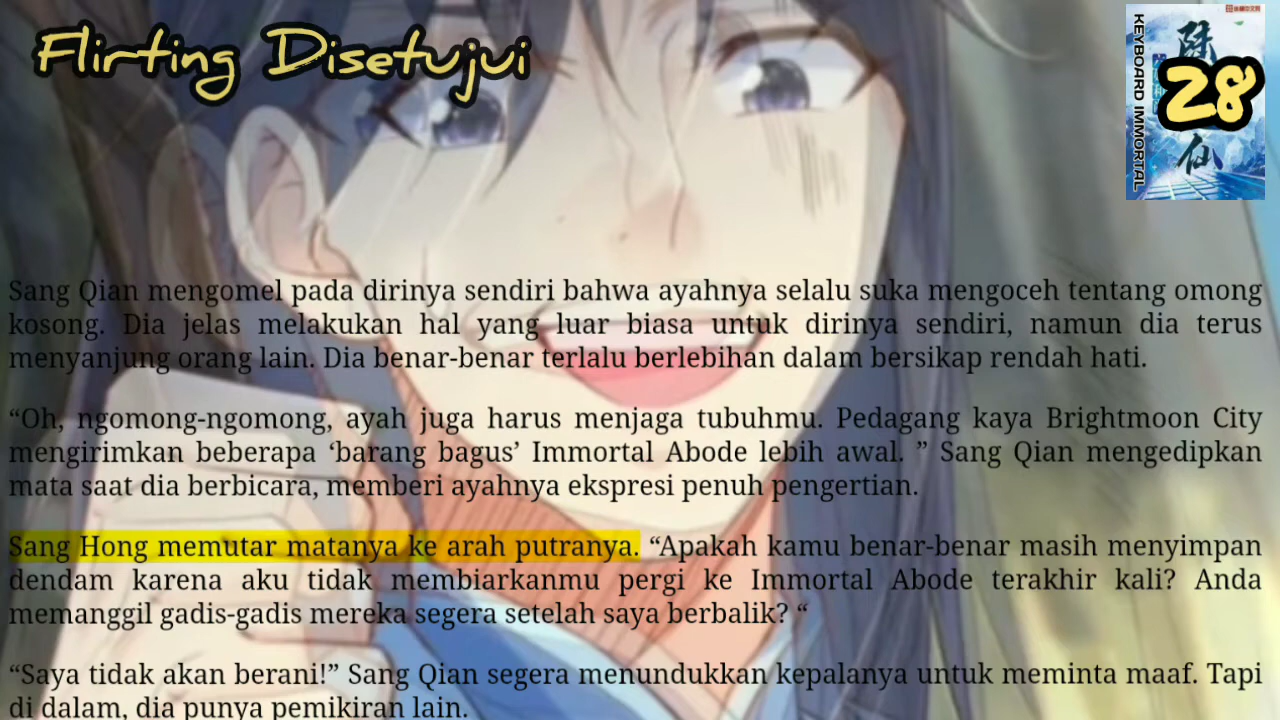 Flirting Disetujui
KEYBOARD IMMORTAL
28
仙
Sang Qian mengomel pada dirinya sendiri bahwa ayahnya selalu suka mengoceh tentang omong
kosong. Dia jelas melakukan hal yang luar biasa untuk dirinya sendiri, namun dia terus
menyanjung orang lain. Dia benar-benar terlalu berlebihan dalam bersikap rendah hati.
“Oh, ngomong-ngomong, ayah juga harus menjaga tubuhmu. Pedagang kaya Brightmoon City
mengirimkan beberapa ‘barang bagus’ Immortal Abode lebih awal. ” Sang Qian mengedipkan
mata saat dia berbicara, memberi ayahnya ekspresi penuh pengertian.
Sang Hong memutar matanya ke arah putranya. “Apakah kamu benar-benar masih menyimpan
dendam karena aku tidak membiarkanmu pergi ke Immortal Abode terakhir kali? Anda
memanggil gadis-gadis mereka segera setelah saya berbalik? “
“Saya tidak akan berani!” Sang Qian segera menundukkan kepalanya untuk meminta maaf. Tapi
di dalam, dia punya pemikiran lain.